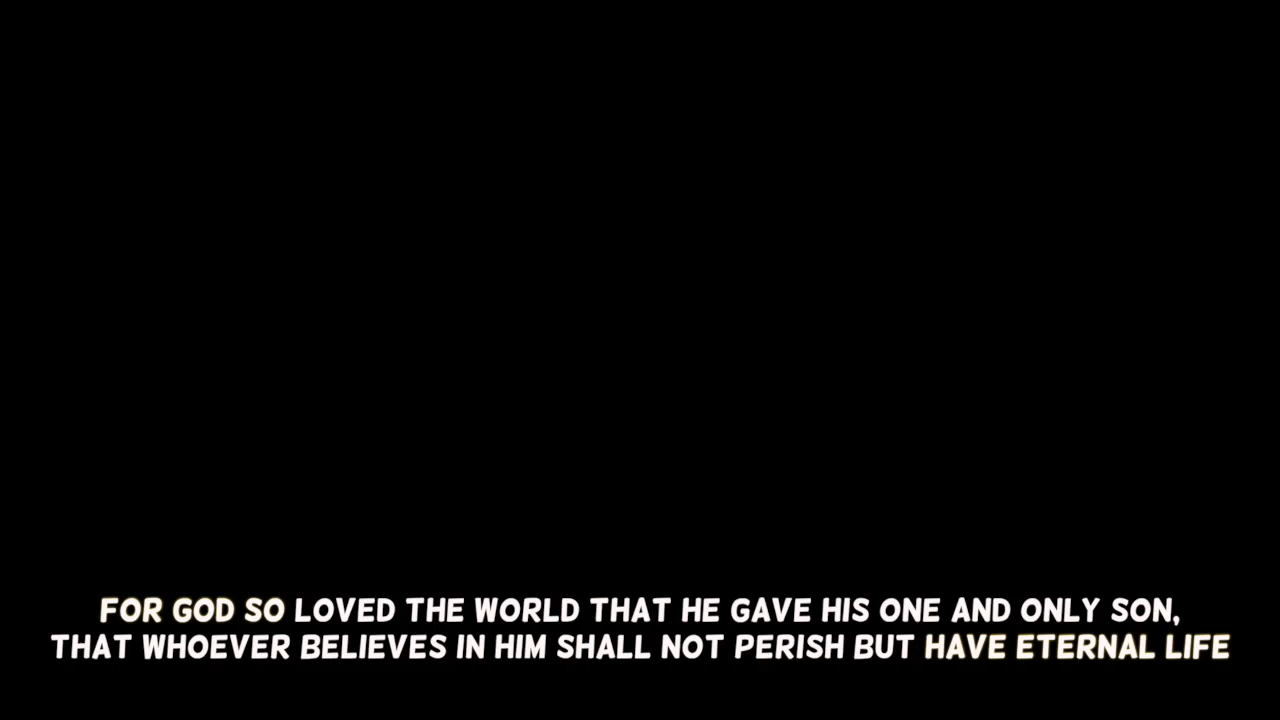 FOR GOD SO LOVED THE WORLD THAT HE GAVE HIS ONE AND ONLY SON,
THAT WHOEVER BELIEVES IN HIM SHALL NOT PERISH BUT HAVE ETERNAL LIFE